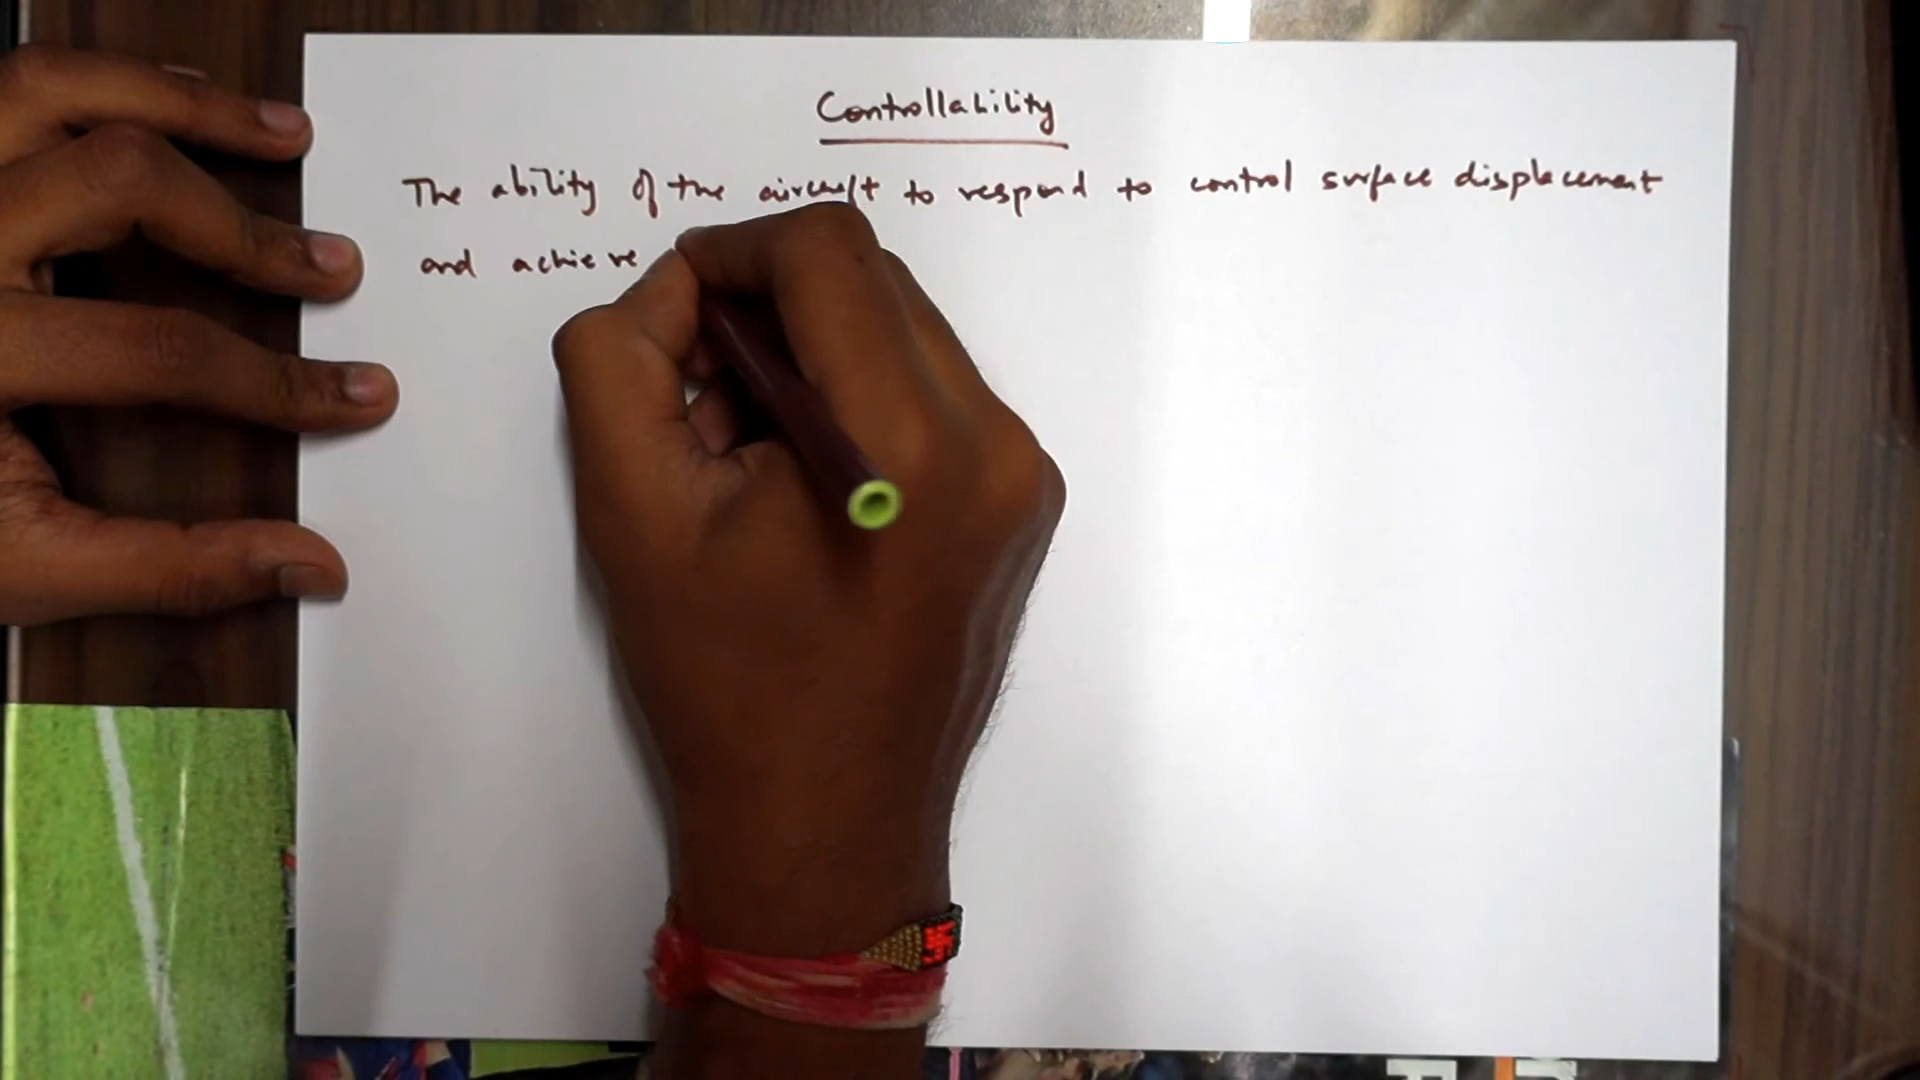 Controllability
The ability of the aircraft to respond to control surface displacement
and achieve